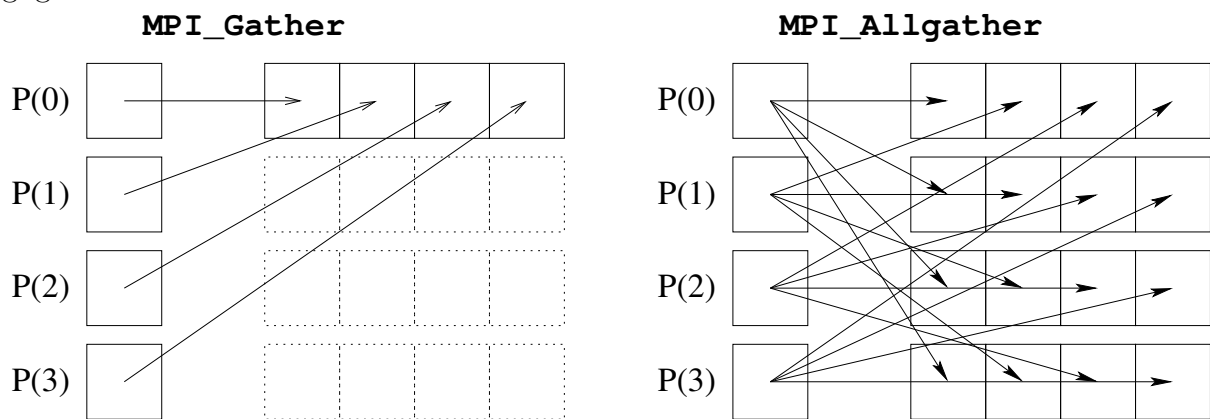 MPI_Gather
MPI_Allgather
P(0)
P(1)
P(2)
P(3)
P(0)
P(1)
P(2)
P(3)